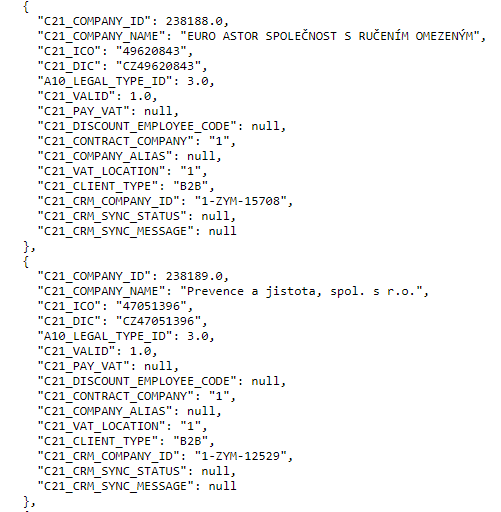 {
"C21_COMPANY_ID": 238188.0,
"C21_COMPANY_NAME": "EURO ASTOR SPOLEČNOST S RUČENÍM OMEZENÝM",
"C21_ICO": "49620843",
"C21_DIC": "CZ49620843",
"A10_LEGAL_TYPE_ID": 3.0,
"C21_VALID": 1.0,
"C21_PAY_VAT": null,
"C21_DISCOUNT_EMPLOYEE_CODE": null,
"C21_CONTRACT_COMPANY": "1",
"C21_COMPANY_ALIAS": null,
"C21_VAT_LOCATION": "1",
"C21_CLIENT_TYPE": "B2B",
"C21_CRM_COMPANY_ID": "1-ZYM-15708",
"C21_CRM_SYNC_STATUS": null,
"C21_CRM_SYNC_MESSAGE": null
},
{
"C21_COMPANY_ID": 238189.0,
"C21_COMPANY_NAME": "Prevence a jistota, spol. s r.o.",
"C21_ICO": "47051396",
"C21_DIC": "CZ47051396",
"A10_LEGAL_TYPE_ID": 3.0,
"C21_VALID": 1.0,
"C21_PAY_VAT": null,
"C21_DISCOUNT_EMPLOYEE_CODE": null,
"C21_CONTRACT_COMPANY": "1",
"C21_COMPANY_ALIAS": null,
"C21_VAT_LOCATION": "1",
"C21_CLIENT_TYPE": "B2B",
"C21_CRM_COMPANY_ID": "1-ZYM-12529",
"C21_CRM_SYNC_STATUS": null,
"C21_CRM_SYNC_MESSAGE": null
},